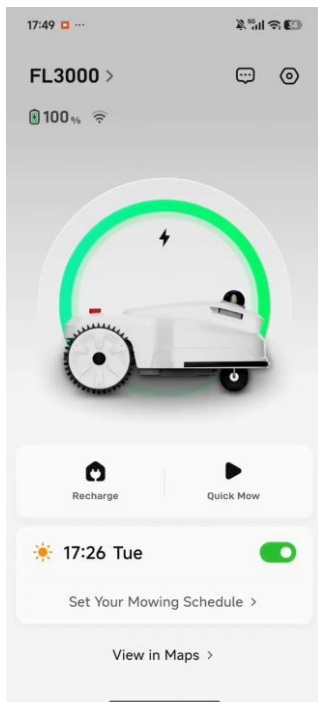 17:49 ...
FL3000 >
100%
Recharge
Quick Mow
17:26 Tue
Set Your Mowing Schedule >
View in Maps >